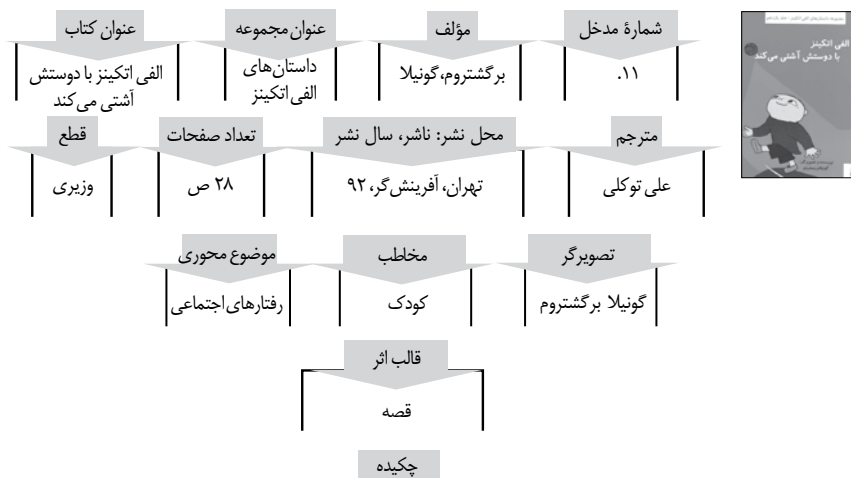 شمارهٔ مدخل
مؤلف
عنوان مجموعه
عنوان کتاب
۱۱.
برگشتروم، گونیلا
داستان‌های
الفی اتکینز
الفی اتکینز با دوستش
آشتی می‌کند
مترجم
محل نشر: ناشر، سال نشر
تعداد صفحات
قطع
علی توکلی
تهران، آفرینش‌گر، ۹۲
۲۸ ص
وزیری
تصویرگر
مخاطب
موضوع محوری
گونیلا برگشتروم
کودک
رفتارهای اجتماعی
قالب اثر
قصه
چکیده
الفی اتکینز
با دوستش آشتی می‌کند